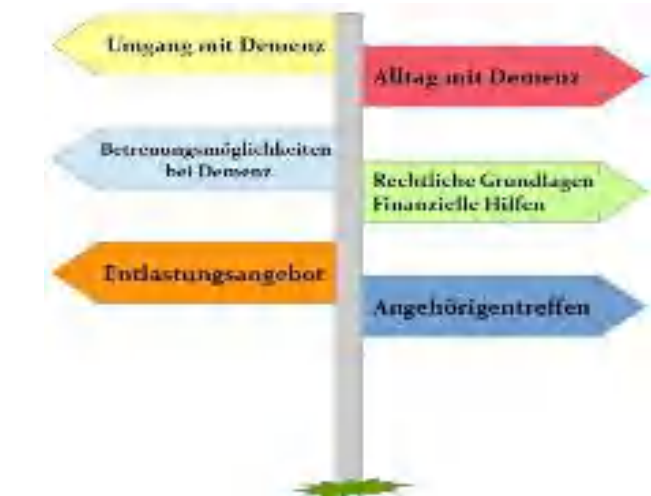 Umgang mit Demenz
Alltag mit Demenz
Betreuungsmöglichkeiten
bei Demenz
Rechtliche Grundlagen
Finanzielle Hilfen
Entlastungsangebot
Angehörigentreffen